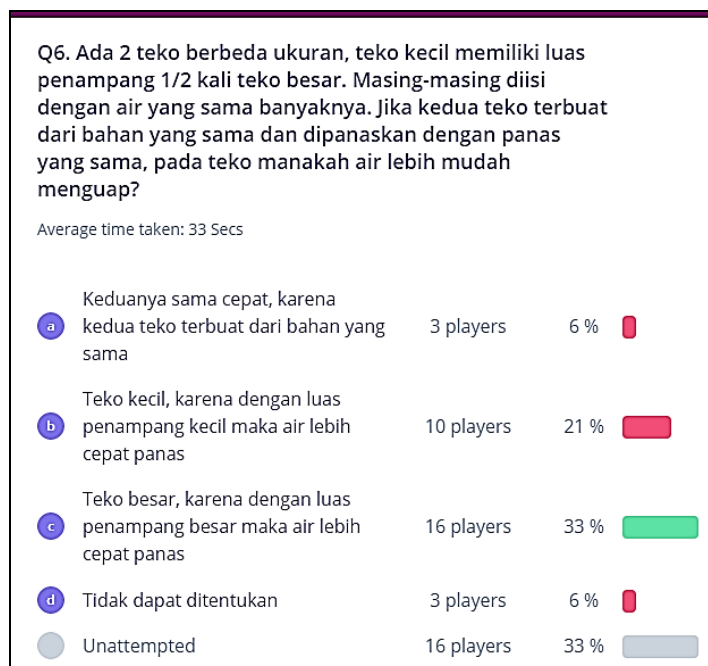 Q6. Ada 2 teko berbeda ukuran, teko kecil memiliki luas
penampang 1/2 kali teko besar. Masing-masing diisi
dengan air yang sama banyaknya. Jika kedua teko terbuat
dari bahan yang sama dan dipanaskan dengan panas
yang sama, pada teko manakah air lebih mudah
menguap?
Average time taken: 33 Secs
Keduanya sama cepat, karena
a kedua teko terbuat dari bahan yang 3 players 6 %
sama
Teko kecil, karena dengan luas
b penampang kecil maka air lebih 10 players 21 %
cepat panas
Teko besar, karena dengan luas
c penampang besar maka air lebih 16 players 33 %
cepat panas
d Tidak dapat ditentukan 3 players 6 %
Unattempted 16 players 33 %